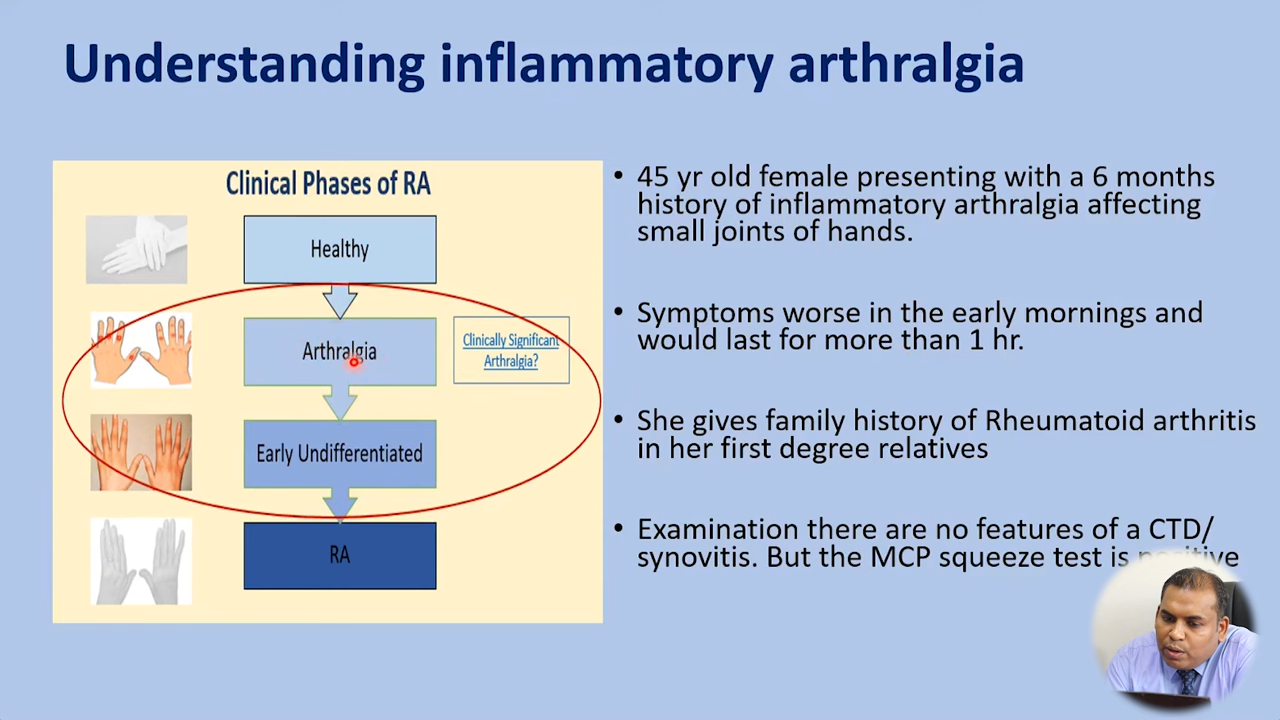 Understanding inflammatory arthralgia
Clinical Phases of RA
Healthy
Arthralgia
Clinically Significant
Arthralgia?
Early Undifferentiated
RA
• 45 yr old female presenting with a 6 months
history of inflammatory arthralgia affecting
small joints of hands.
• Symptoms worse in the early mornings and
would last for more than 1 hr.
• She gives family history of Rheumatoid arthritis
in her first degree relatives
• Examination there are no features of a CTD/
synovitis. But the MCP squeeze test is positive